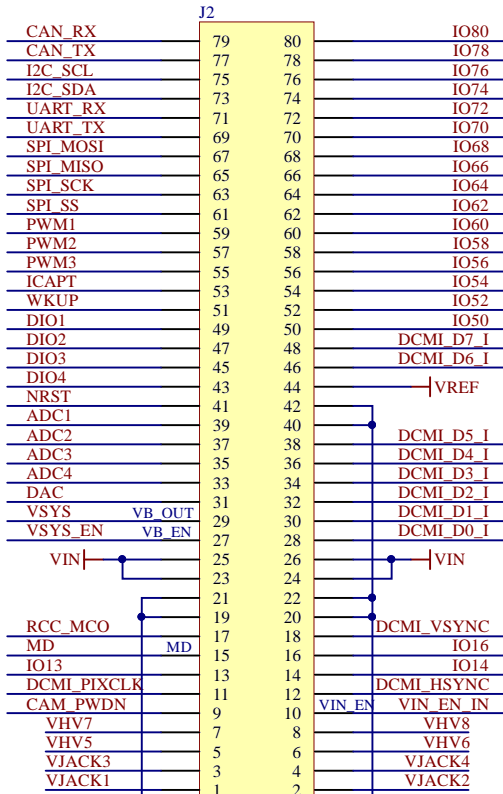 J2
CAN_RX 79 80 IO80
CAN_TX 77 78 IO78
I2C_SCL 75 76 IO76
I2C_SDA 73 74 IO74
UART_RX 71 72 IO72
UART_TX 69 70 IO70
SPI_MOSI 67 68 IO68
SPI_MISO 65 66 IO66
SPI_SCK 63 64 IO64
SPI_SS 61 62 IO62
PWM1 59 60 IO60
PWM2 57 58 IO58
PWM3 55 56 IO56
ICAPT 53 54 IO54
WKUP 51 52 IO52
DIO1 49 50 IO50
DIO2 47 48 DCMI_D7_I
DIO3 45 46 DCMI_D6_I
DIO4 43 44 VREF
NRST 41 42
ADC1 39 40
ADC2 37 38 DCMI_D5_I
ADC3 35 36 DCMI_D4_I
ADC4 33 34 DCMI_D3_I
DAC 31 32 DCMI_D2_I
VSYS VB_OUT 29 30 DCMI_D1_I
VSYS_EN VB_EN 27 28 DCMI_D0_I
VIN 25 26 VIN
23 24
21 22
19 20
RCC_MCO 17 18 DCMI_VSYNC
MD MD 15 16 IO16
IO13 13 14 IO14
DCMI_PIXCLK 11 12 DCMI_HSYNC
CAM_PWDN 9 10 VIN_EN VIN_EN_IN
VHV7 7 8 VHV8
VHV5 5 6 VHV6
VJACK3 3 4 VJACK4
VJACK1 1 2 VJACK2